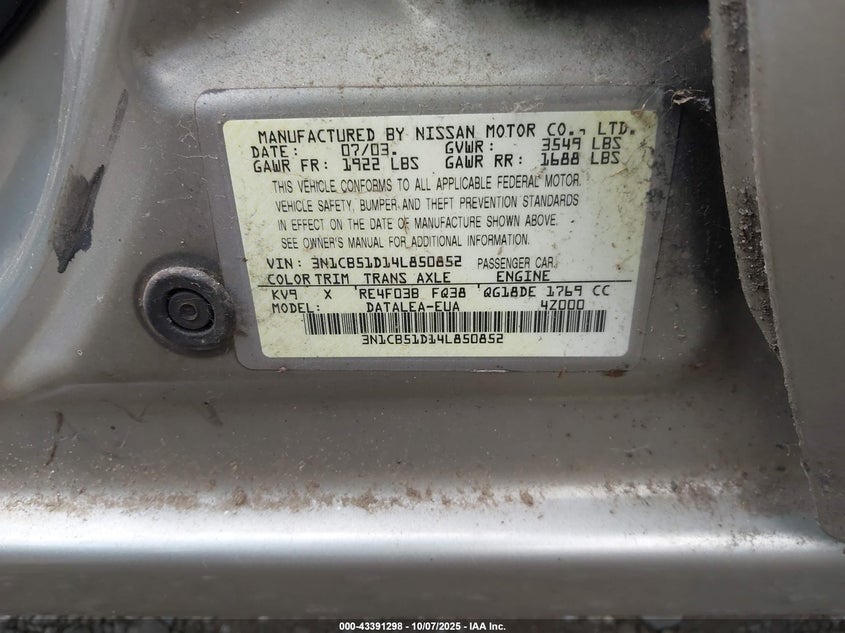 MANUFACTURED BY NISSAN MOTOR CO., LTD.
DATE: 07/03. GVWR: 3549 LBS
GAWR FR: 1922 LBS GAWR RR: 1688 LBS
THIS VEHICLE CONFORMS TO ALL APPLICABLE FEDERAL MOTOR
VEHICLE SAFETY, BUMPER, AND THEFT PREVENTION STANDARDS
IN EFFECT ON THE DATE OF MANUFACTURE SHOWN ABOVE.
SEE OWNER'S MANUAL FOR ADDITIONAL INFORMATION.
VIN: 3N1CB51D14L850852 PASSENGER CAR
COLOR TRIM TRANS AXLE ENGINE
KV9 X RE4F03B FQ38 QG18DE 1769 CC
MODEL: DATALEA-EUA 4Z000
3N1CB51D14L850852
000-43391298 - 10/07/2025 - IAA Inc.